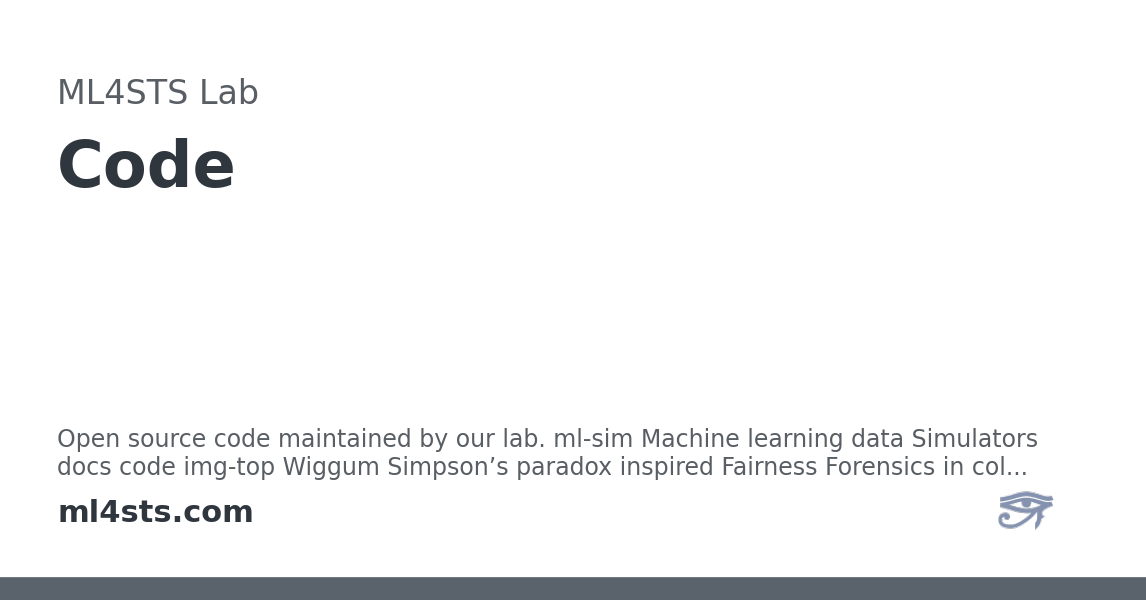 ML4STS Lab
Code
Open source code maintained by our lab. ml-sim Machine learning data Simulators
docs code img-top Wiggum Simpson’s paradox inspired Fairness Forensics in col...
ml4sts.com